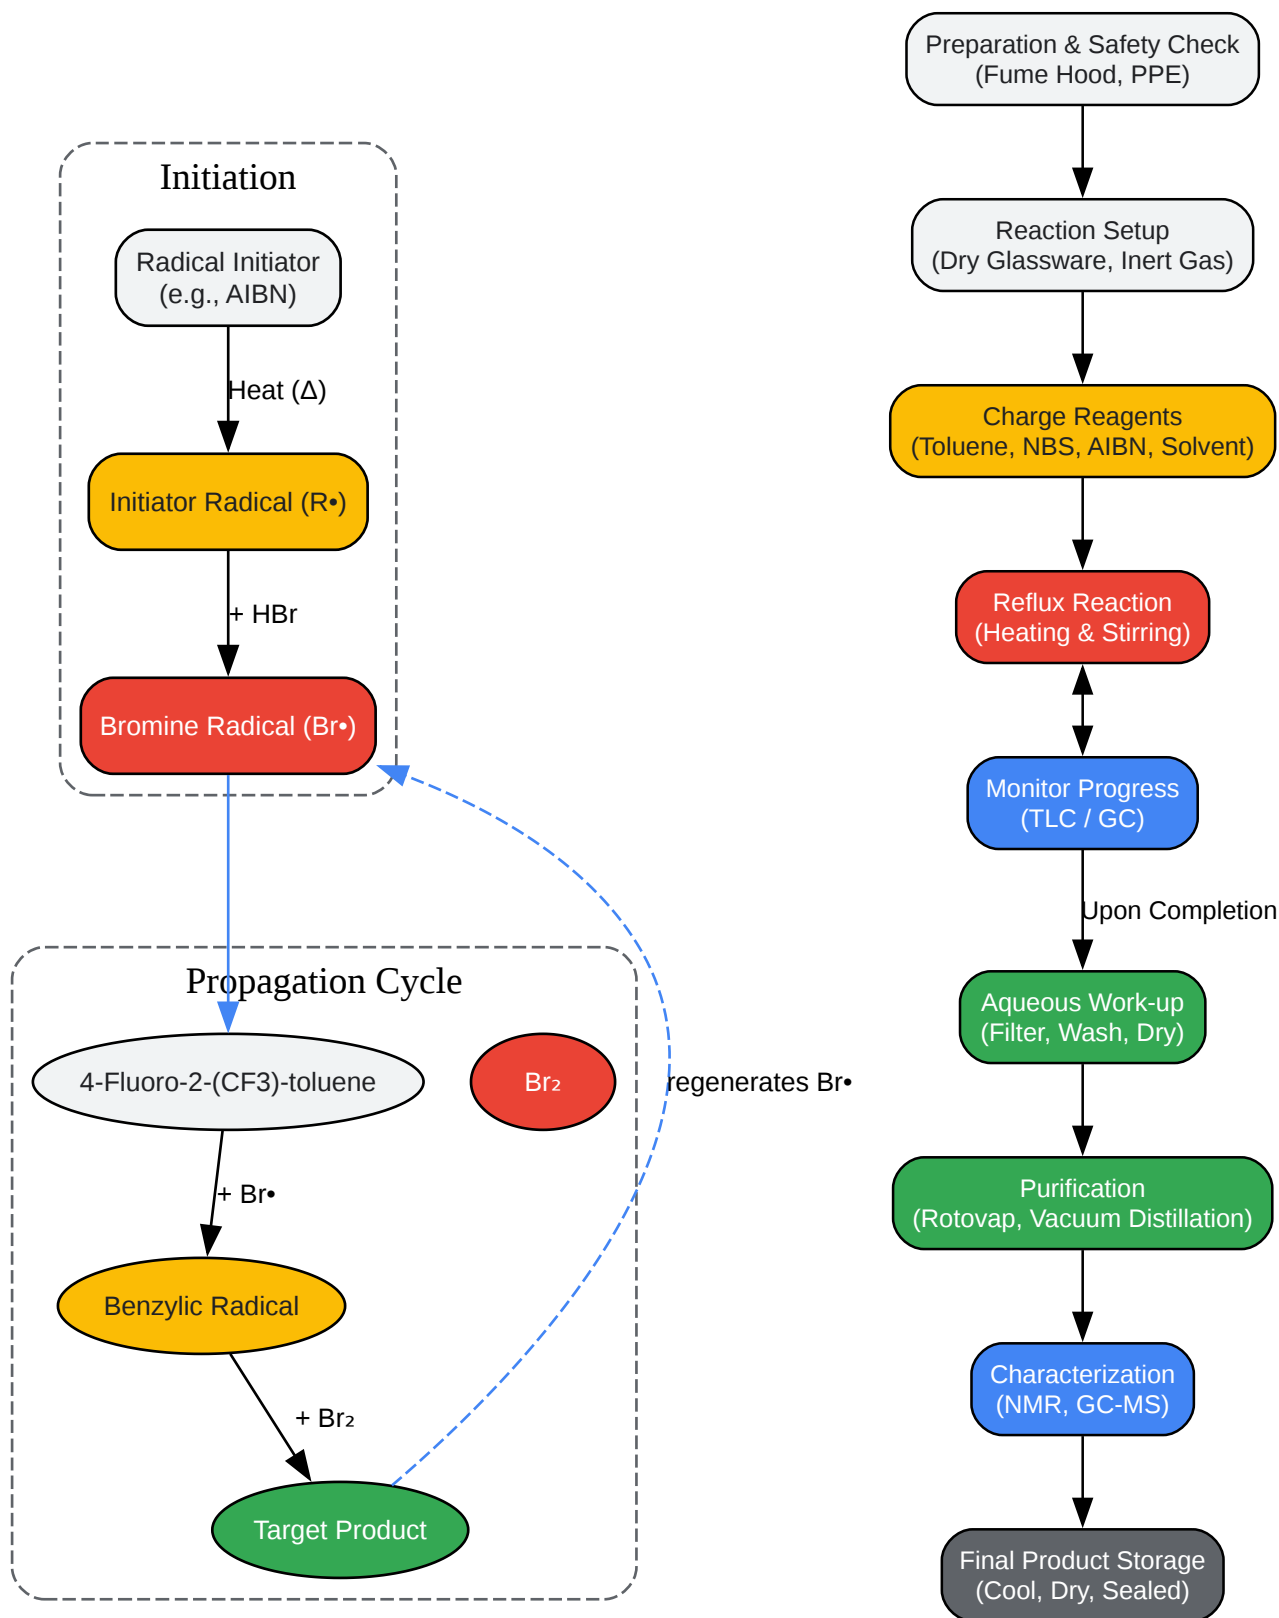 Initiation
Radical Initiator
(e.g., AIBN)
Heat (Δ)
Initiator Radical (R•)
+ HBr
Bromine Radical (Br•)
Propagation Cycle
4-Fluoro-2-(CF3)-toluene
Br₂
regenerates Br•
+ Br•
Benzylic Radical
+ Br₂
Target Product
Preparation & Safety Check
(Fume Hood, PPE)
Reaction Setup
(Dry Glassware, Inert Gas)
Charge Reagents
(Toluene, NBS, AIBN, Solvent)
Reflux Reaction
(Heating & Stirring)
Monitor Progress
(TLC / GC)
Upon Completion
Aqueous Work-up
(Filter, Wash, Dry)
Purification
(Rotovap, Vacuum Distillation)
Characterization
(NMR, GC-MS)
Final Product Storage
(Cool, Dry, Sealed)